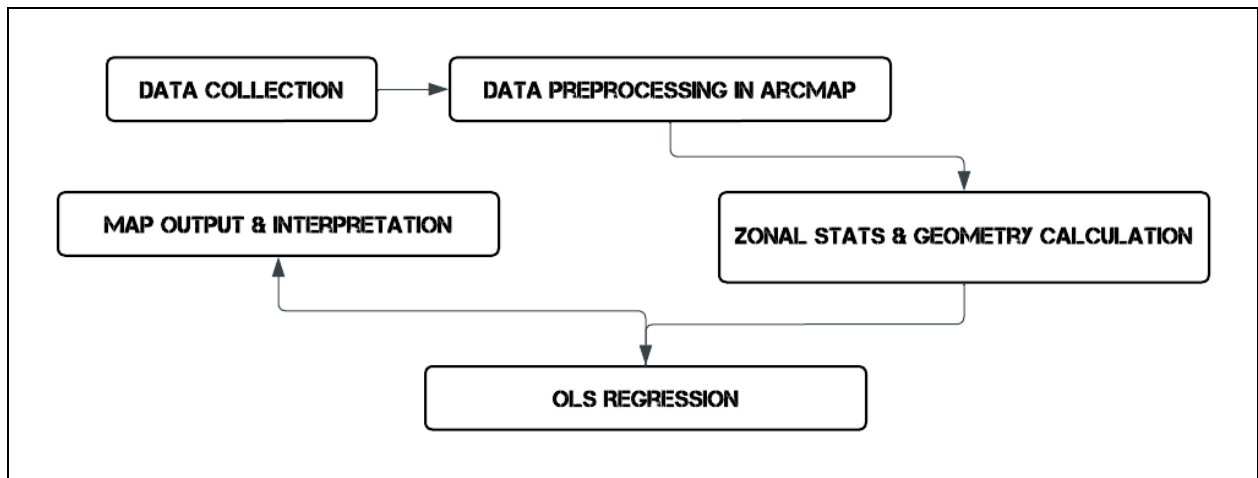 DATA COLLECTION
DATA PREPROCESSING IN ARCMAP
MAP OUTPUT & INTERPRETATION
ZONAL STATS & GEOMETRY CALCULATION
OLS REGRESSION